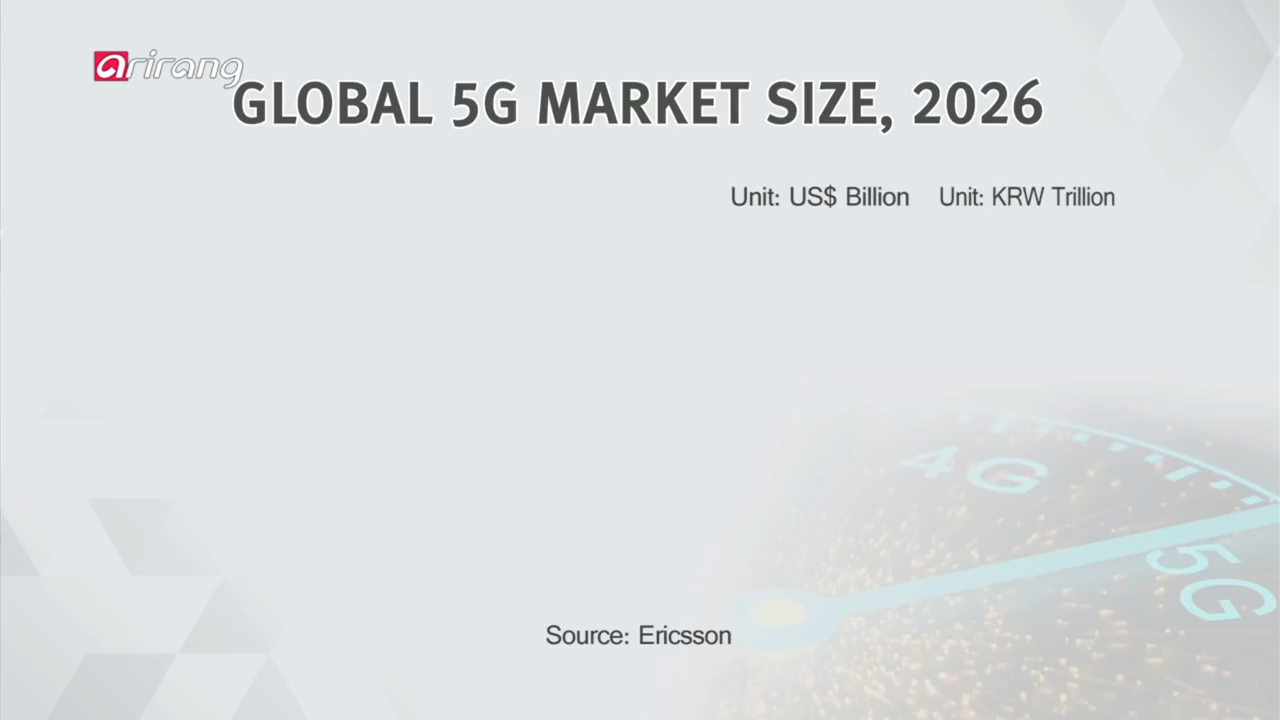 arirang
GLOBAL 5G MARKET SIZE, 2026
Unit: US$ Billion Unit: KRW Trillion
4G
5G
Source: Ericsson